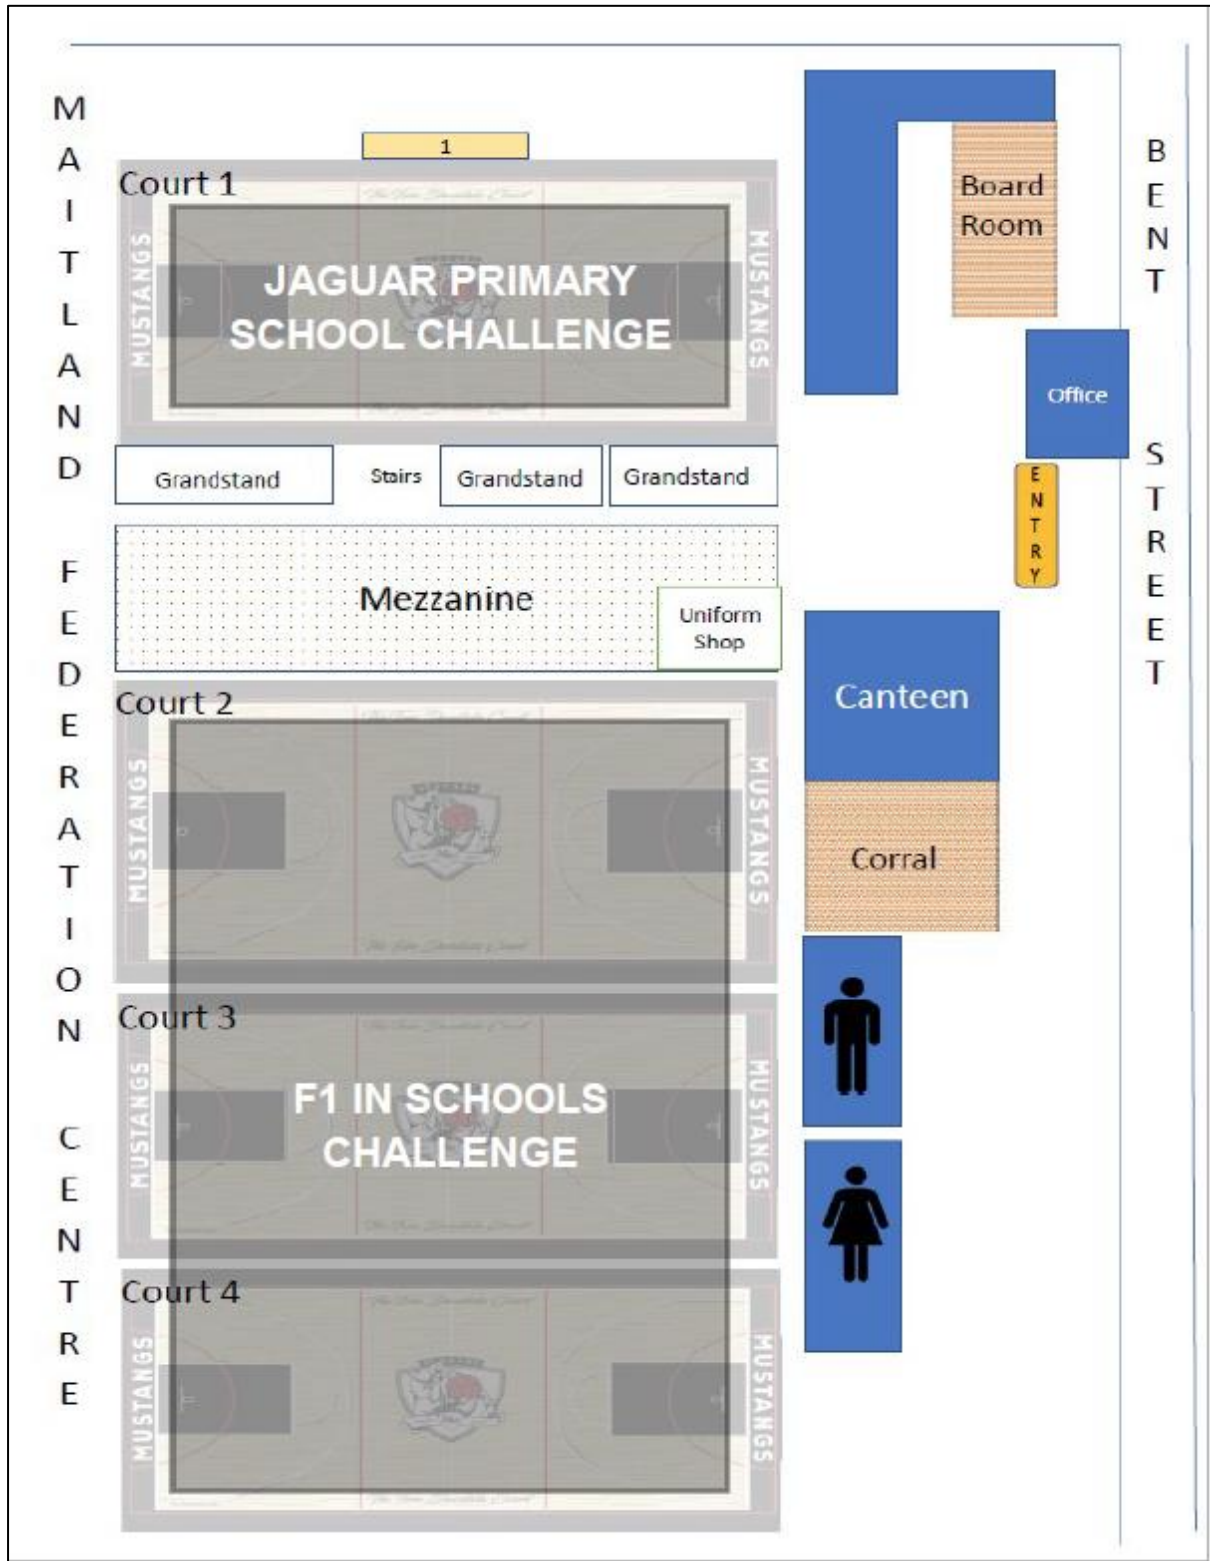 MAITLAND FEDERATION CENTRE
1
Court 1
MUSTANGS
JAGUAR PRIMARY
SCHOOL CHALLENGE
MUSTANGS
Board
Room
BENT STREET
Office
ENTRY
Grandstand
Stairs
Grandstand
Grandstand
Mezzanine
Uniform
Shop
Court 2
MUSTANGS
MUSTANGS
Canteen
Corral
Court 3
MUSTANGS
F1 IN SCHOOLS
CHALLENGE
MUSTANGS
Court 4
MUSTANGS
MUSTANGS